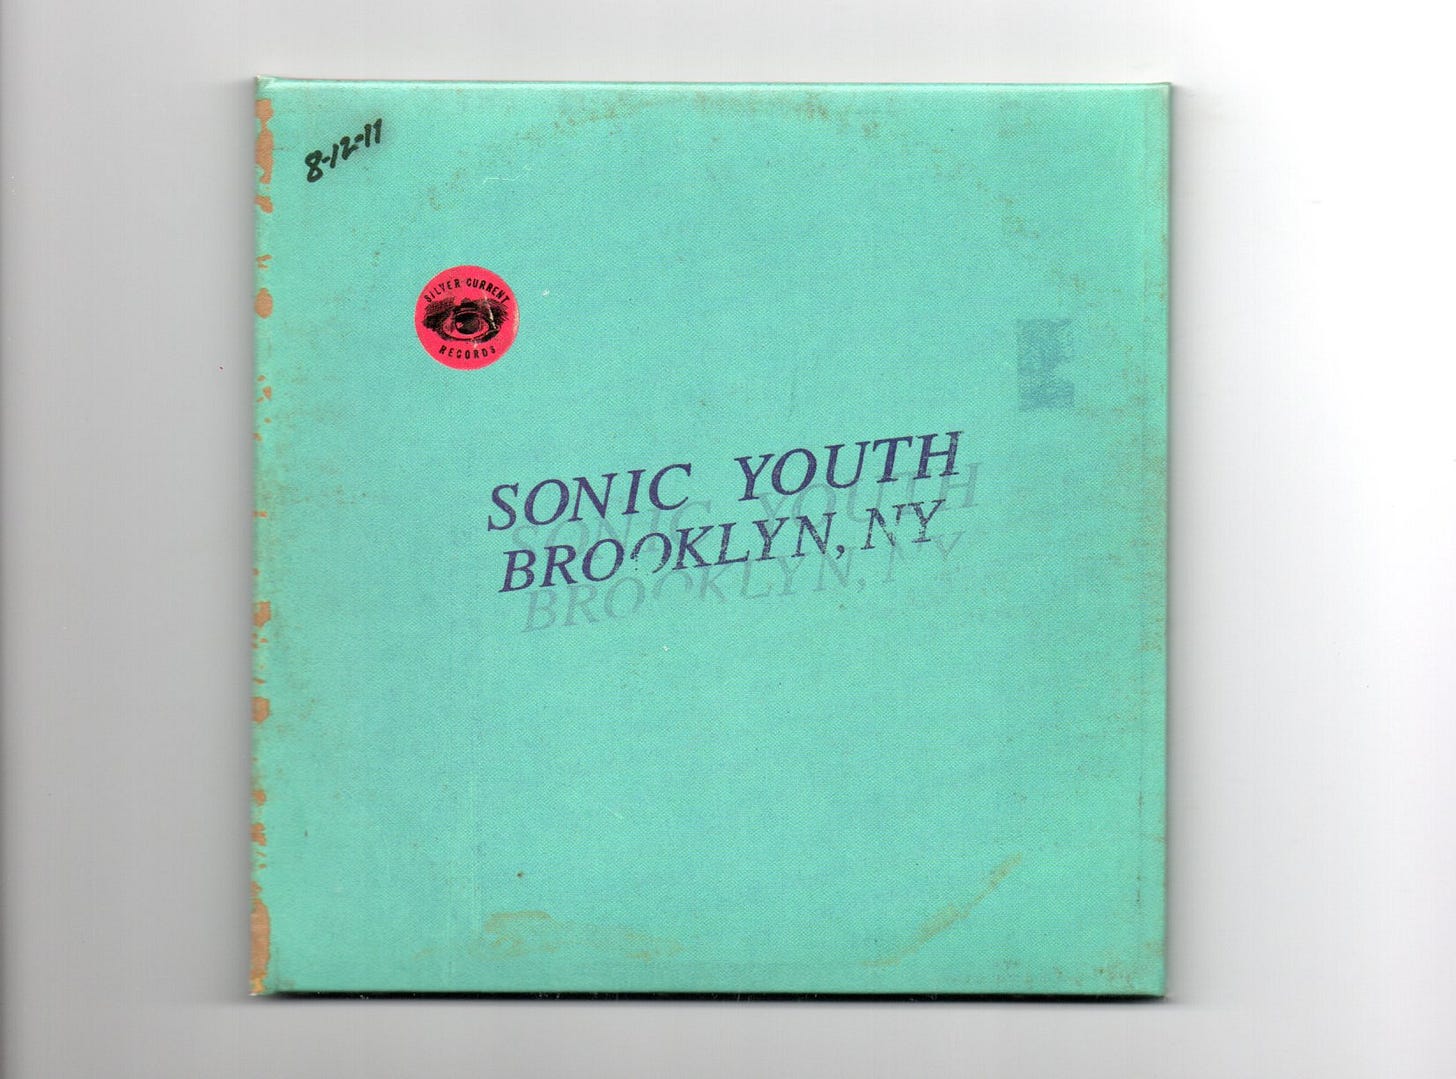 8-12-11
SILVER CURRENT
RECORDS
SONIC YOUTH
BROOKLYN, NY
SONIC YOUTH
BROOKLYN, NY